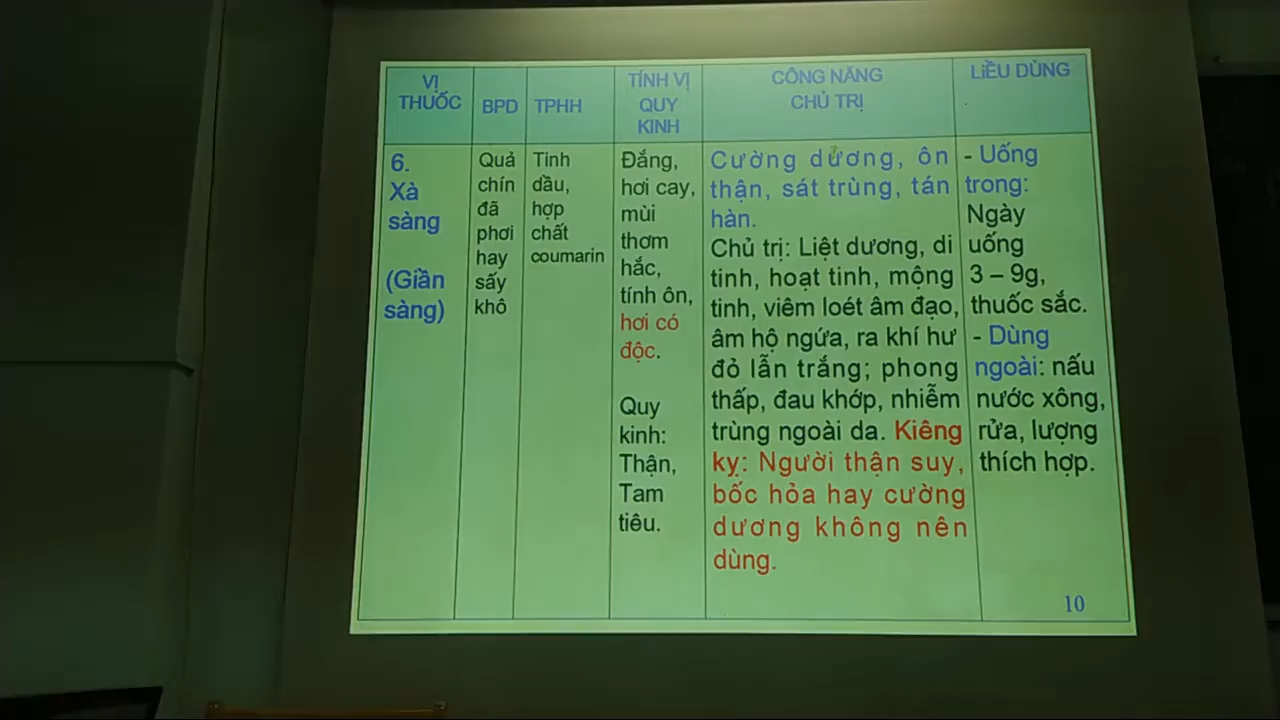 VỊ
THUỐC
BPD
TPHH
TÍNH VỊ
QUY
KINH
CÔNG NĂNG
CHỦ TRỊ
LIỀU DÙNG
6.
Xà
sàng
(Giần
sàng)
Quả
chín
đã
phơi
hay
sấy
khô
Tinh
dầu,
hợp
chất
coumarin
Đắng,
hơi cay,
mùi
thơm
hắc,
tính ôn,
hơi có
độc.
Quy
kinh:
Thận,
Tam
tiêu.
Cường dương, ôn
thận, sát trùng, tán
hàn.
Chủ trị: Liệt dương, di
tinh, hoạt tinh, mộng
tinh, viêm loét âm đạo,
âm hộ ngứa, ra khí hư
đỏ lẫn trắng; phong
thấp, đau khớp, nhiễm
trùng ngoài da. Kiêng
kỵ: Người thận suy,
bốc hỏa hay cường
dương không nên
dùng.
- Uống
trong:
Ngày
uống
3 – 9g,
thuốc sắc.
- Dùng
ngoài: nấu
nước xông,
rửa, lượng
thích hợp.
10